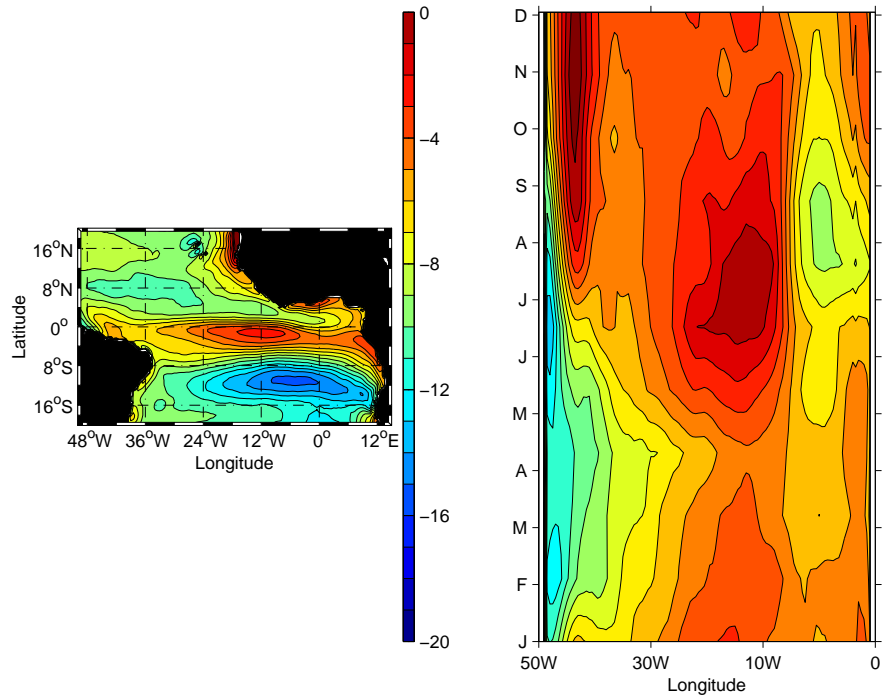 16°N
8°N
0°
8°S
16°S
Latitude
48°W 36°W 24°W 12°W 0° 12°E
Longitude
0
−4
−8
−12
−16
−20
D
N
O
S
A
J
J
M
A
M
F
J
50W 30W 10W 0
Longitude